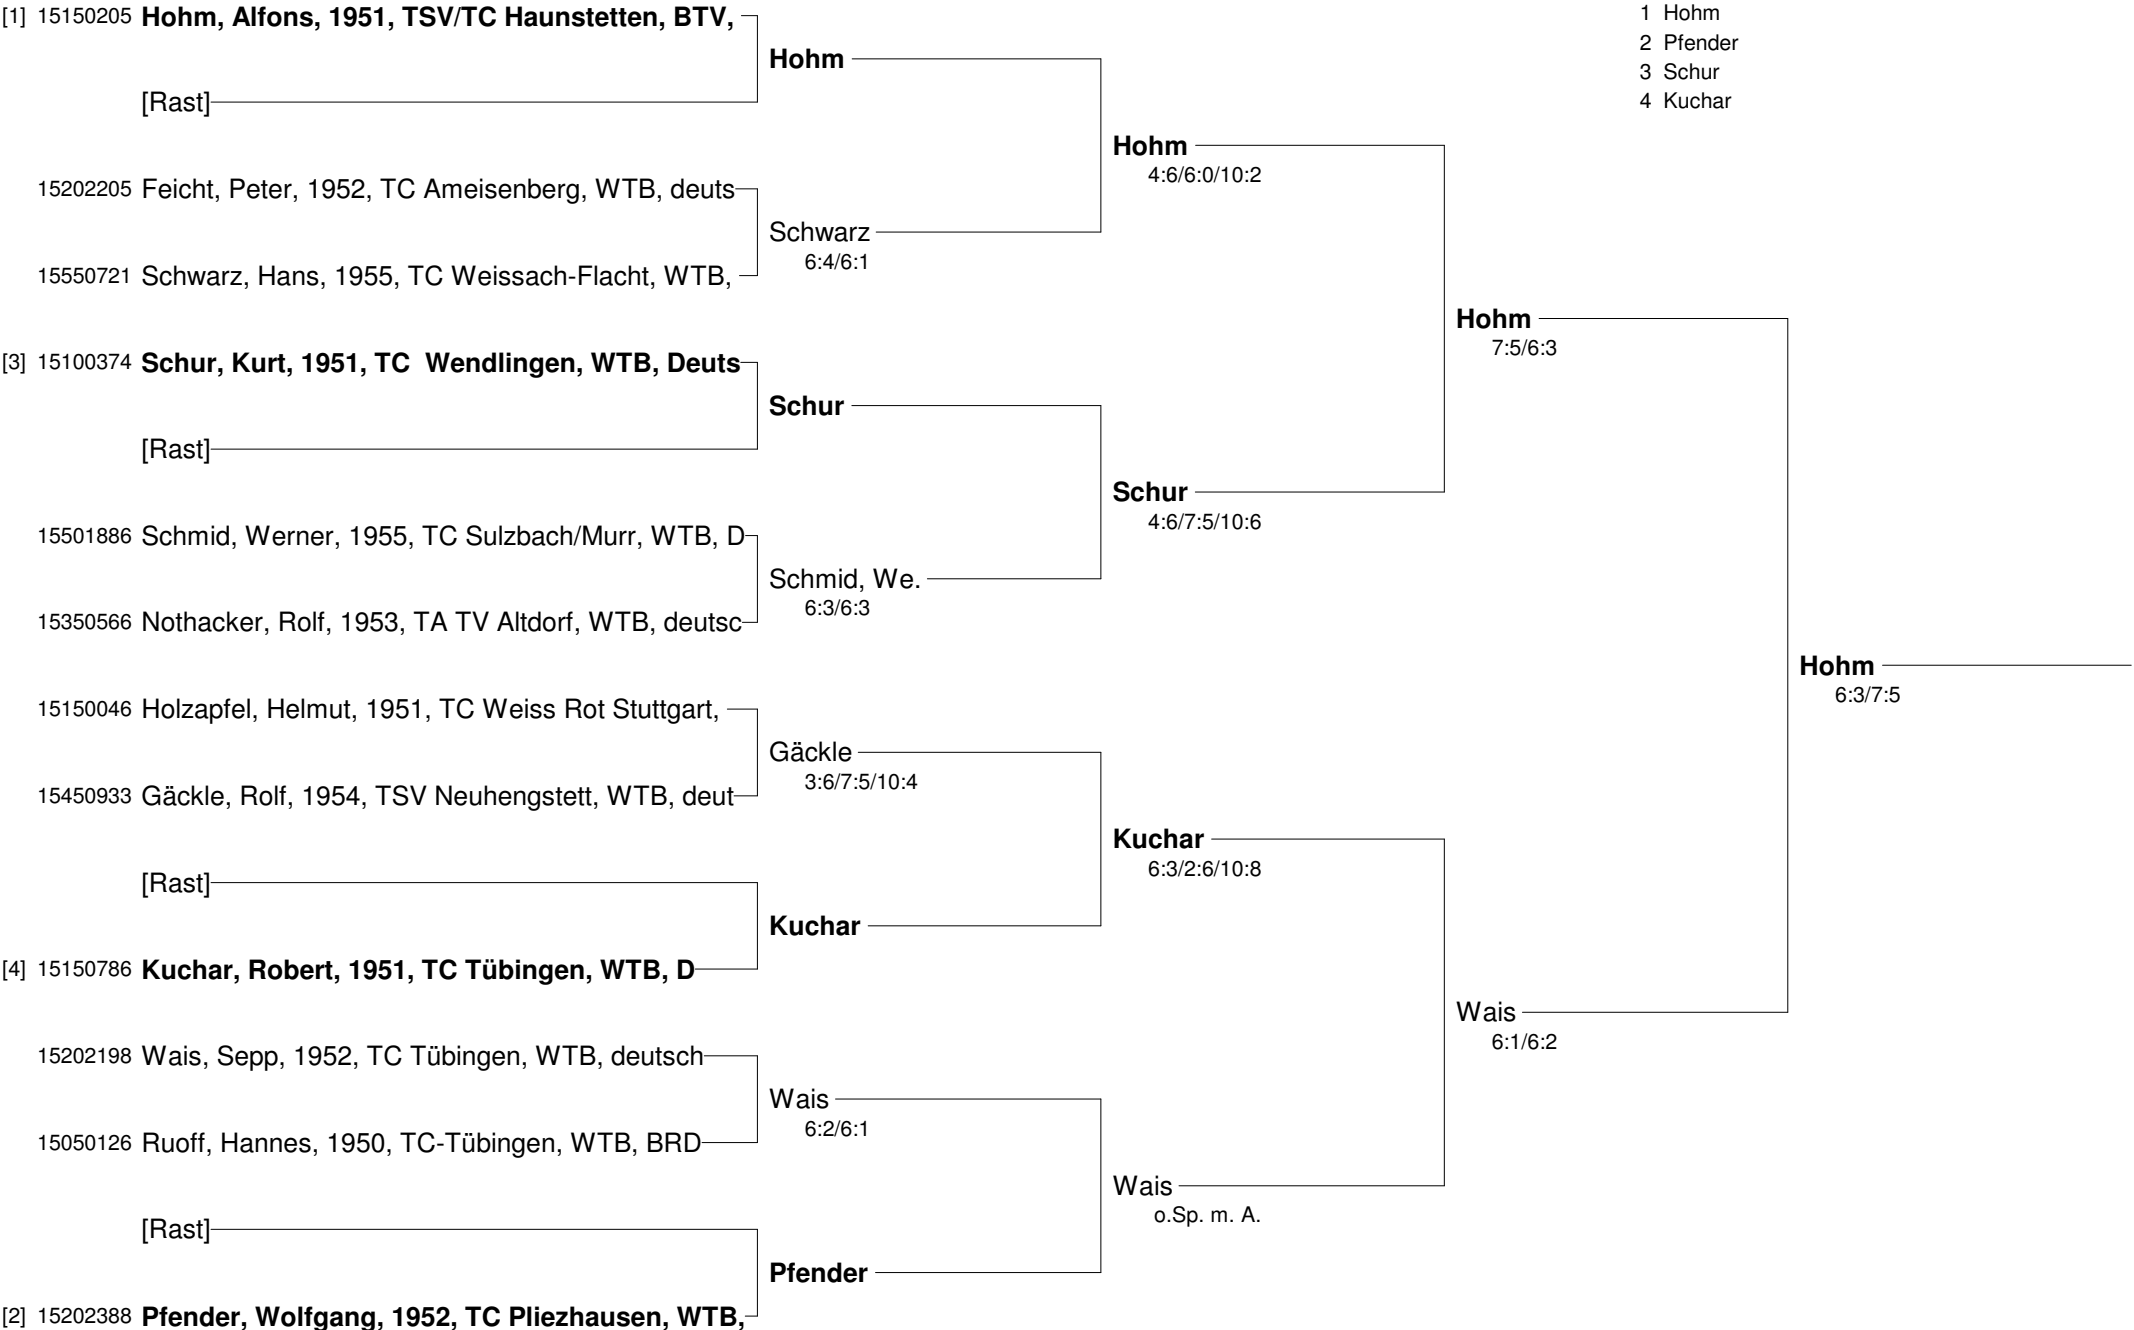 [1] 15150205 Hohm, Alfons, 1951, TSV/TC Haunstetten, BTV,
[Rast]
15202205 Feicht, Peter, 1952, TC Ameisenberg, WTB, deuts
15550721 Schwarz, Hans, 1955, TC Weissach-Flacht, WTB,
[3] 15100374 Schur, Kurt, 1951, TC Wendlingen, WTB, Deuts
[Rast]
15501886 Schmid, Werner, 1955, TC Sulzbach/Murr, WTB, D
15350566 Nothacker, Rolf, 1953, TA TV Altdorf, WTB, deutsc
15150046 Holzapfel, Helmut, 1951, TC Weiss Rot Stuttgart,
15450933 Gäckle, Rolf, 1954, TSV Neuhengstett, WTB, deut
[Rast]
[4] 15150786 Kuchar, Robert, 1951, TC Tübingen, WTB, D
15202198 Wais, Sepp, 1952, TC Tübingen, WTB, deutsch
15050126 Ruoff, Hannes, 1950, TC-Tübingen, WTB, BRD
[Rast]
[2] 15202388 Pfender, Wolfgang, 1952, TC Pliezhausen, WTB,
Hohm
Schwarz
6:4/6:1
Schur
Schmid, We.
6:3/6:3
Gäckle
3:6/7:5/10:4
Kuchar
Wais
6:2/6:1
Pfender
Hohm
4:6/6:0/10:2
Schur
4:6/7:5/10:6
Kuchar
6:3/2:6/10:8
Wais
o.Sp. m. A.
Hohm
7:5/6:3
Wais
6:1/6:2
Hohm
6:3/7:5
1 Hohm
2 Pfender
3 Schur
4 Kuchar